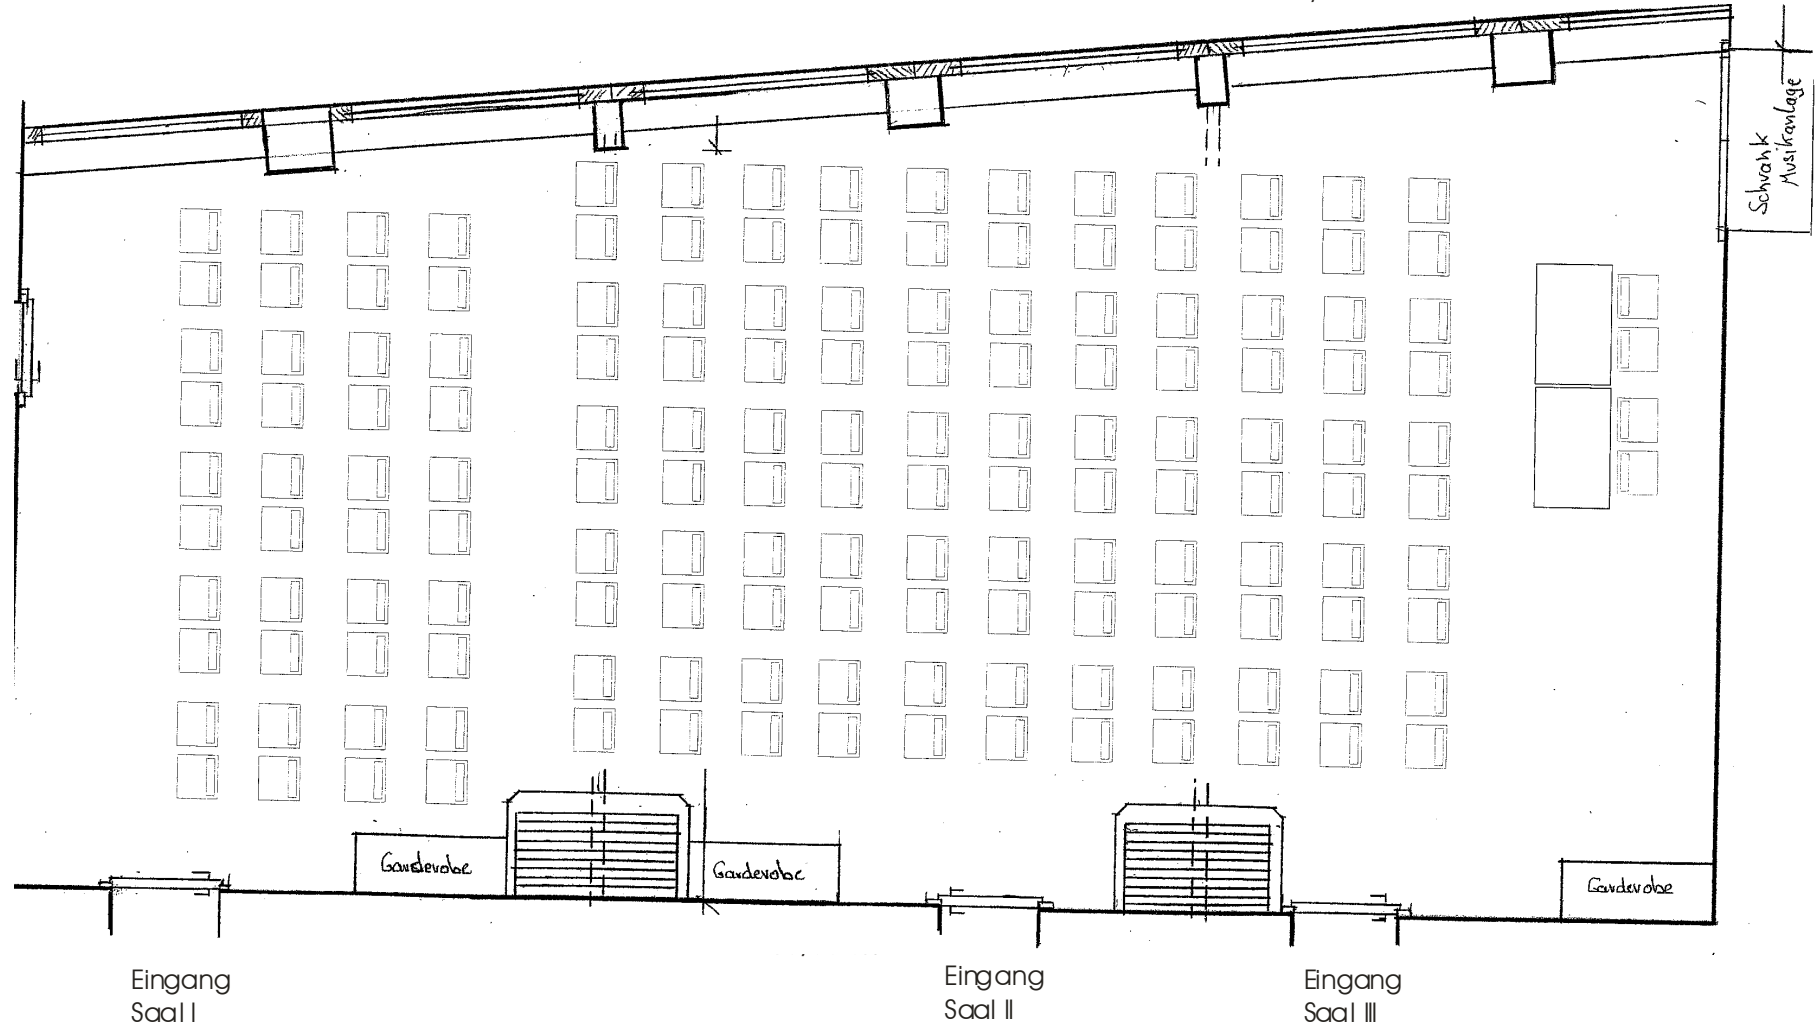 Schrank
Musikanlage
Garderobe
Garderobe
Garderobe
Eingang
Saal I
Eingang
Saal II
Eingang
Saal III